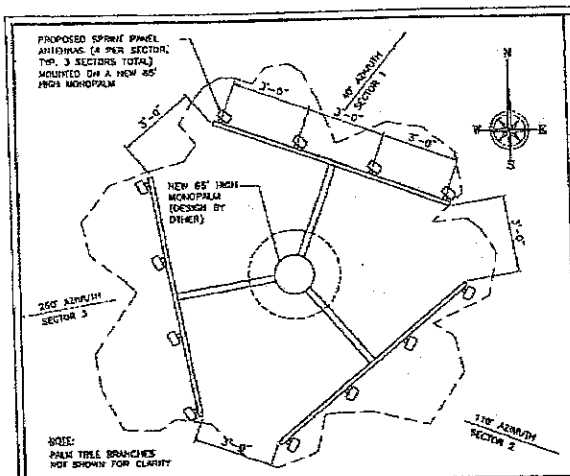 PROPOSED SPRINT PANEL
ANTENNAS (4 PER SECTOR,
TYP. 3 SECTORS TOTAL)
MOUNTED ON A NEW 65'
HIGH MONOPALM
40° AZIMUTH
SECTOR 1
N
W E
S
3'-0"
3'-0"
3'-0"
3'-0"
3'-0"
NEW 65' HIGH
MONOPALM
(DESIGN BY
OTHER)
260° AZIMUTH
SECTOR 3
110° AZIMUTH
SECTOR 2
3'-0"
NOTE:
PALM TREE BRANCHES
NOT SHOWN FOR CLARITY